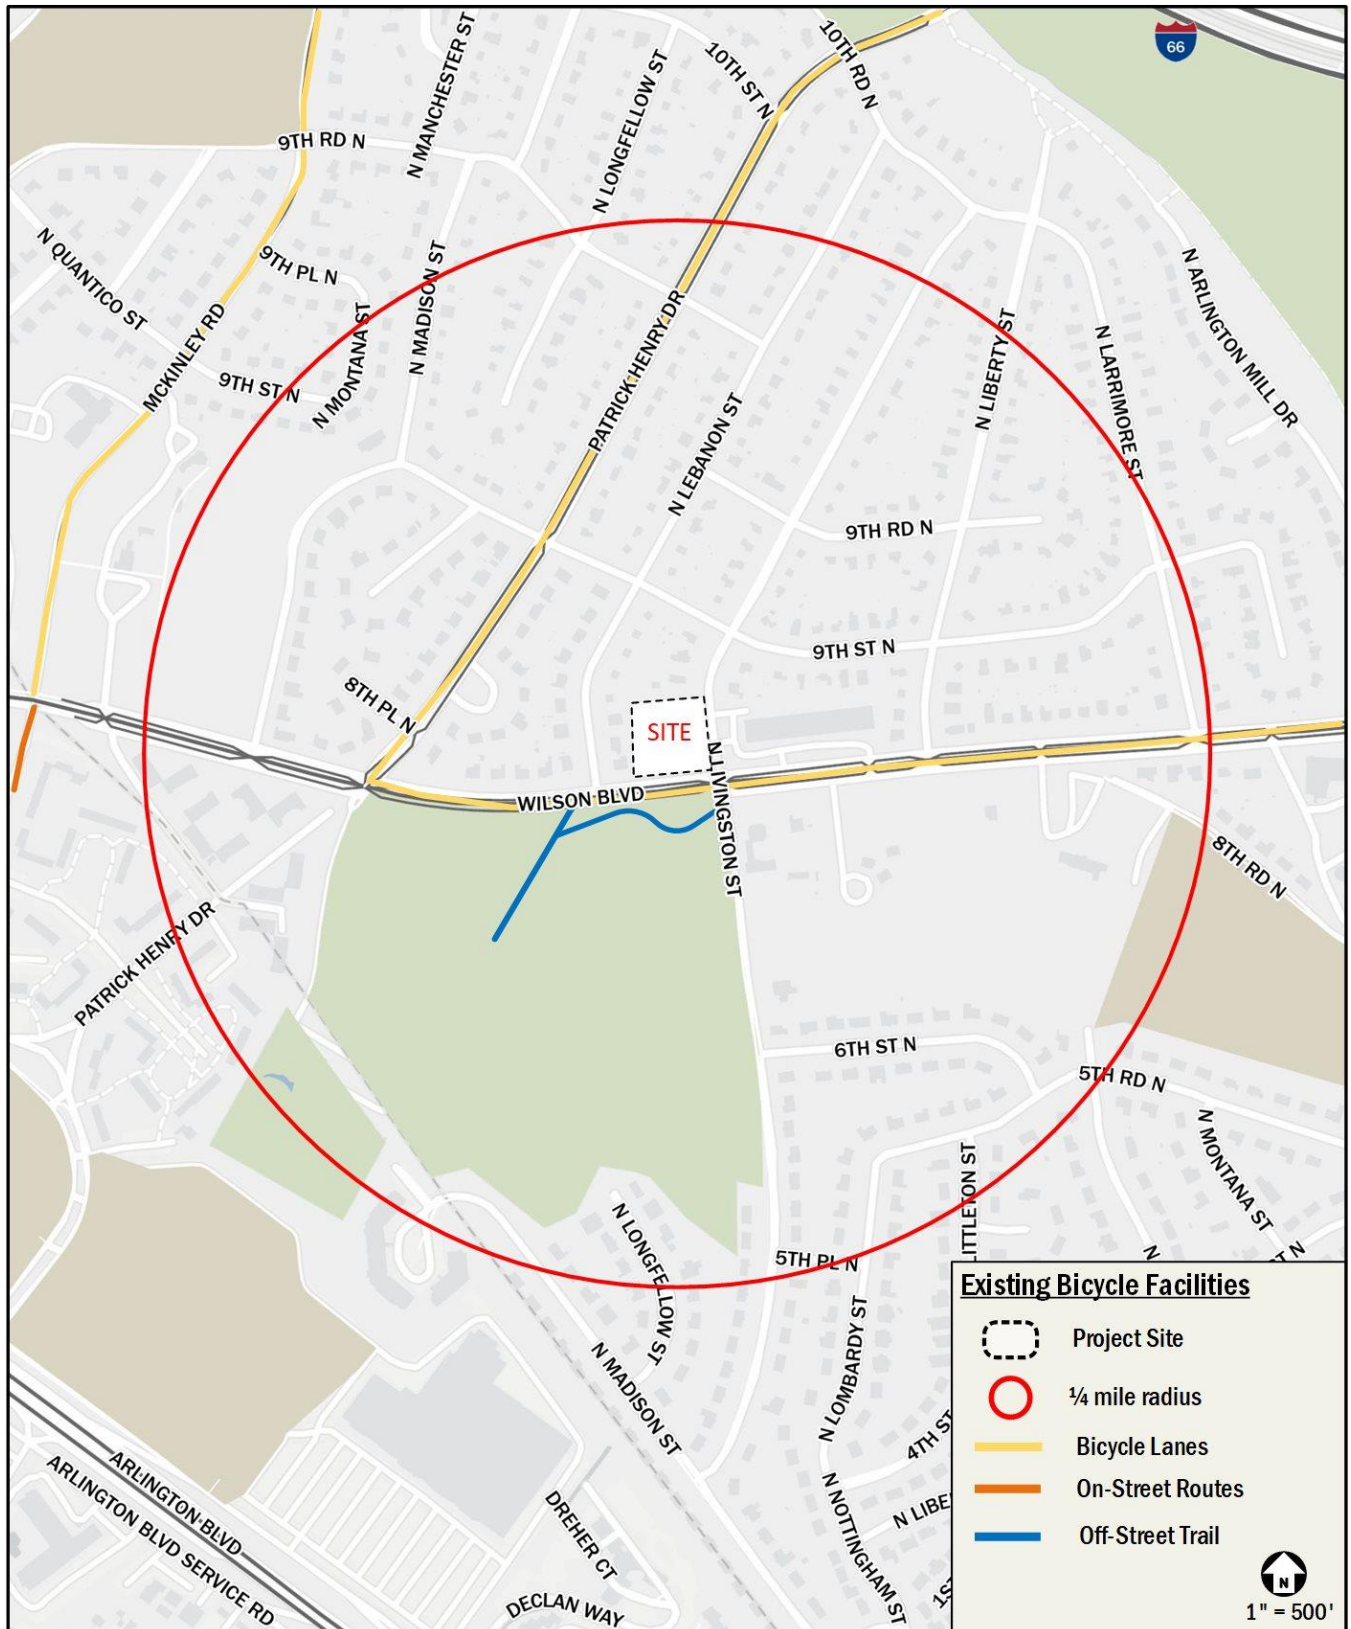 66
10TH RD N
10TH ST N
N MANCHESTER ST
N LONGFELLOW ST
9TH RD N
N QUANTICO ST
9TH PL N
N MADISON ST
N MONTANA ST
MCKINLEY RD
9TH ST N
PATRICK HENRY DR
N LEBANON ST
N LIBERTY ST
N LARRIMORE ST
N ARLINGTON MILL DR
9TH RD N
9TH ST N
8TH PL N
SITE
N LIVINGSTON ST
WILSON BLVD
8TH RD N
PATRICK HENRY DR
6TH ST N
5TH RD N
N MONTANA ST
LITTLETON ST
N LONGFELLOW ST
5TH PL N
N
ST N
N MADISON ST
N LOMBARDY ST
4TH ST
N LIBE
N NOTTINGHAM ST
1S
ARLINGTON BLVD
ARLINGTON BLVD SERVICE RD
DREHER CT
DECLAN WAY
Existing Bicycle Facilities
Project Site
¼ mile radius
Bicycle Lanes
On-Street Routes
Off-Street Trail
N
1" = 500'